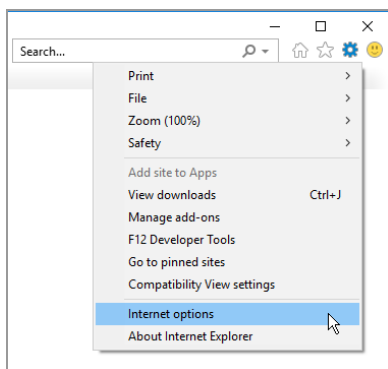 Search...
Print
File
Zoom (100%)
Safety
Add site to Apps
View downloads Ctrl+J
Manage add-ons
F12 Developer Tools
Go to pinned sites
Compatibility View settings
Internet options
About Internet Explorer